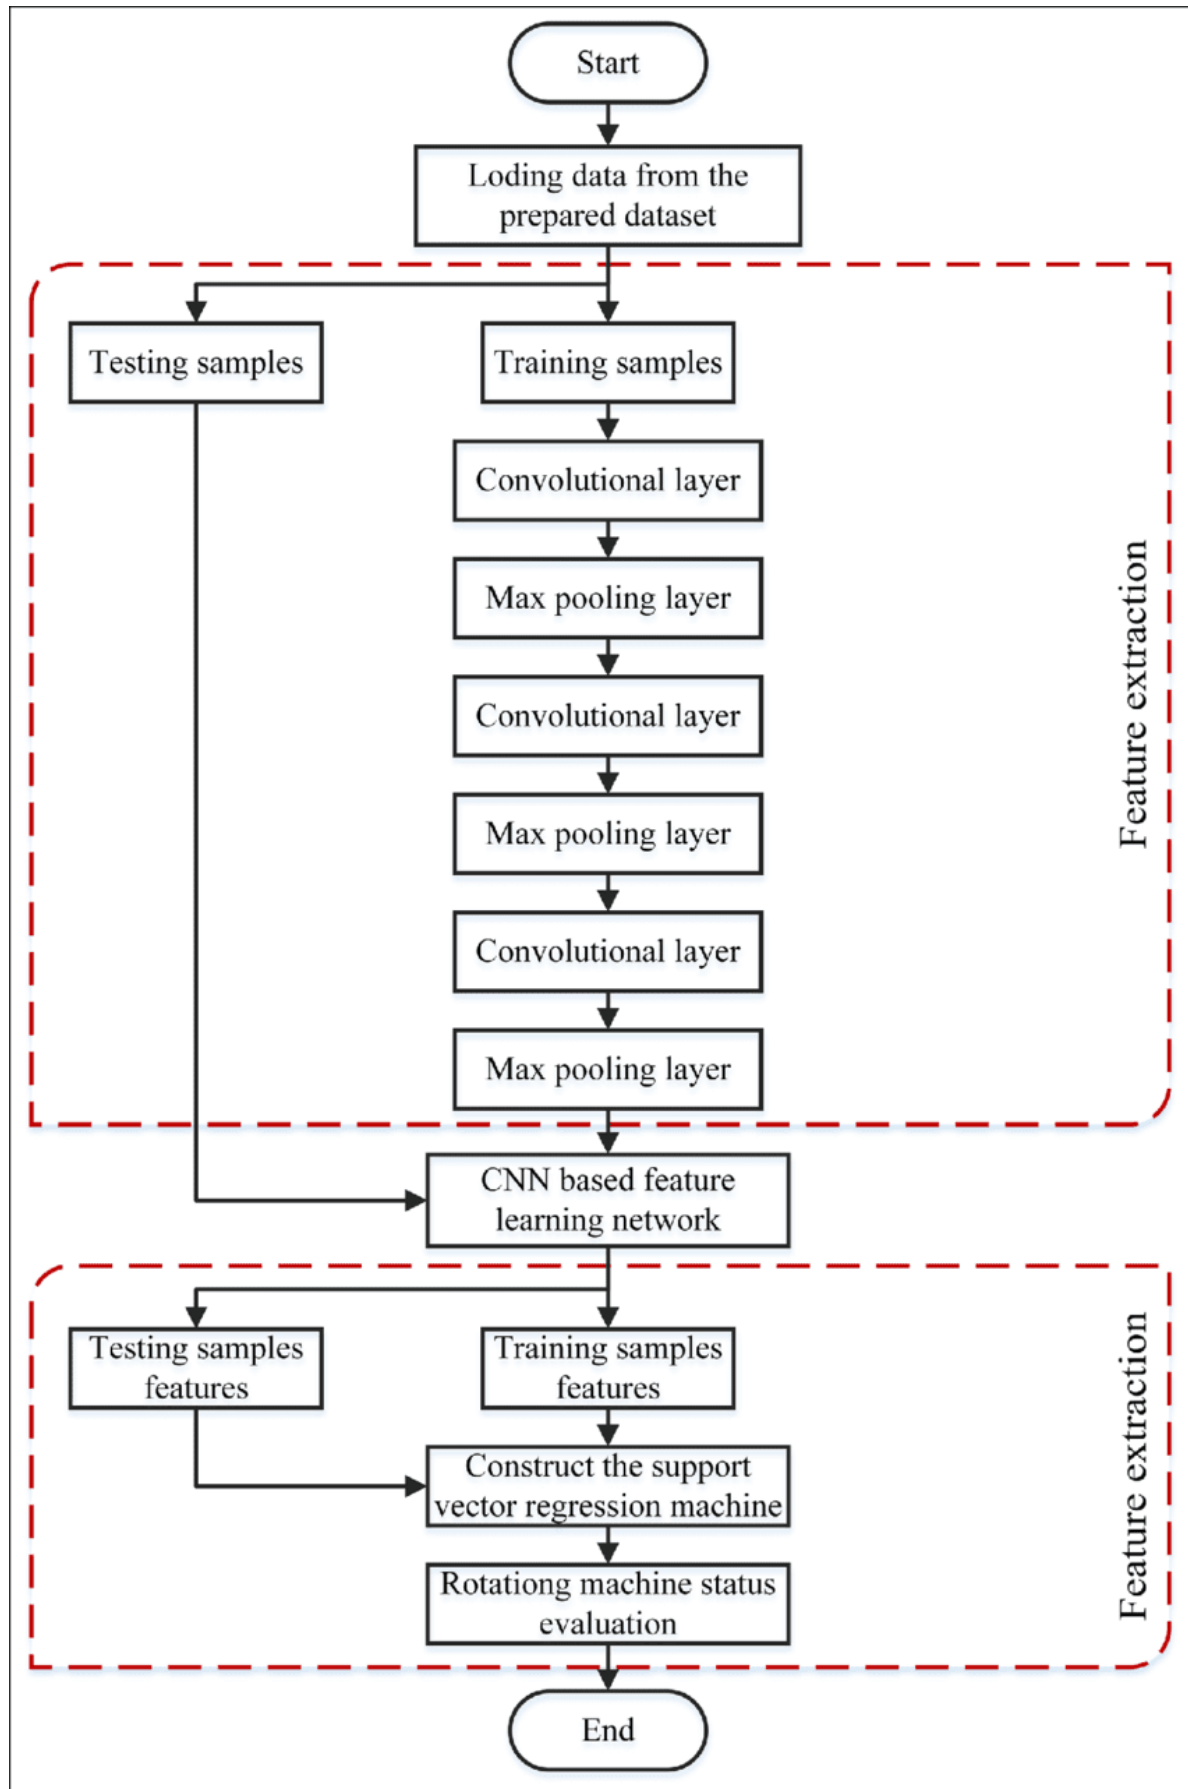 Start
Loding data from the
prepared dataset
Testing samples
Training samples
Convolutional layer
Max pooling layer
Convolutional layer
Max pooling layer
Convolutional layer
Max pooling layer
Feature extraction
CNN based feature
learning network
Testing samples
features
Training samples
features
Construct the support
vector regression machine
Rotationg machine status
evaluation
Feature extraction
End